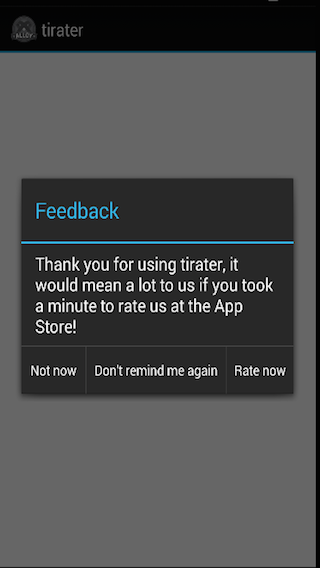 tirater
Feedback
Thank you for using tirater, it
would mean a lot to us if you took
a minute to rate us at the App
Store!
Not now
Don't remind me again
Rate now